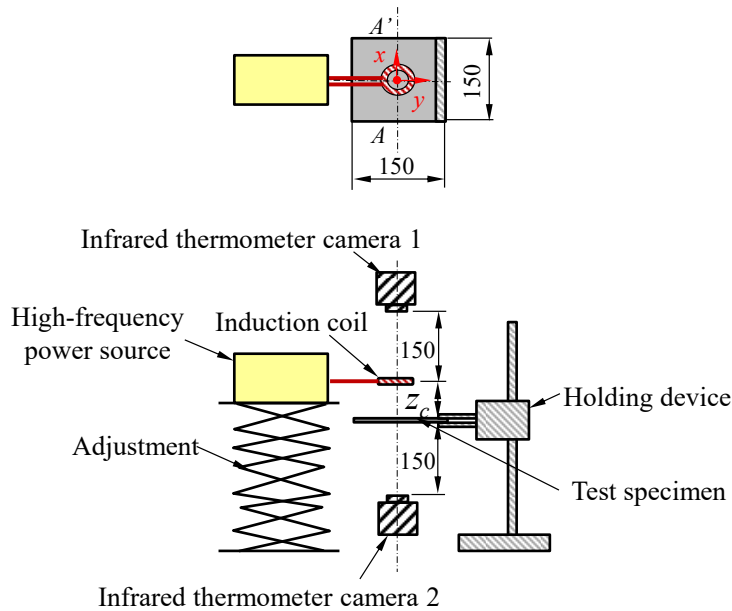 A’
x
y
150
A
150
Infrared thermometer camera 1
High-frequency
power source
Induction coil
150
z_c
Holding device
Adjustment
150
Test specimen
Infrared thermometer camera 2